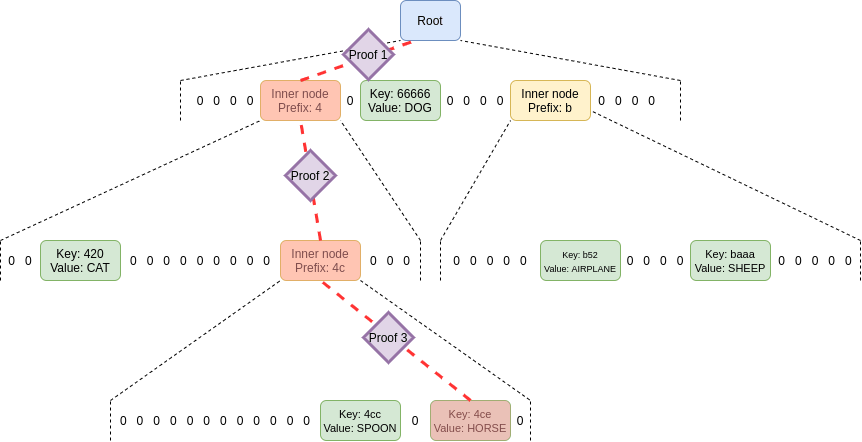 Root
Proof 1
0 0 0 0 Inner node Prefix: 4 0 Key: 66666 Value: DOG 0 0 0 0 Inner node Prefix: b 0 0 0 0
Proof 2
0 0 Key: 420 Value: CAT 0 0 0 0 0 0 0 0 0 Inner node Prefix: 4c 0 0 0 0 0 0 0 0 Key: b52 Value: AIRPLANE 0 0 0 0 Key: baaa Value: SHEEP 0 0 0 0 0
Proof 3
0 0 0 0 0 0 0 0 0 0 0 0 Key: 4cc Value: SPOON 0 Key: 4ce Value: HORSE 0